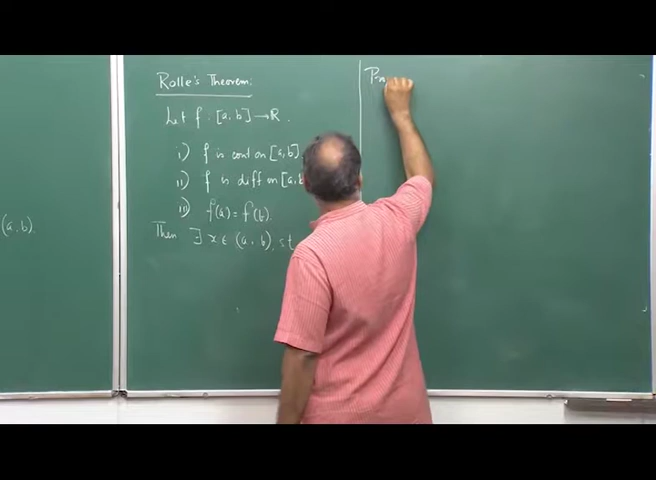 (a, b).
Rolle's Theorem:
Let f : [a, b] → R.
i) f is cont on [a, b].
ii) f is diff on [a, b
iii) f(a) = f(b).
Then ∃ x ∈ (a, b), s.t
Pr